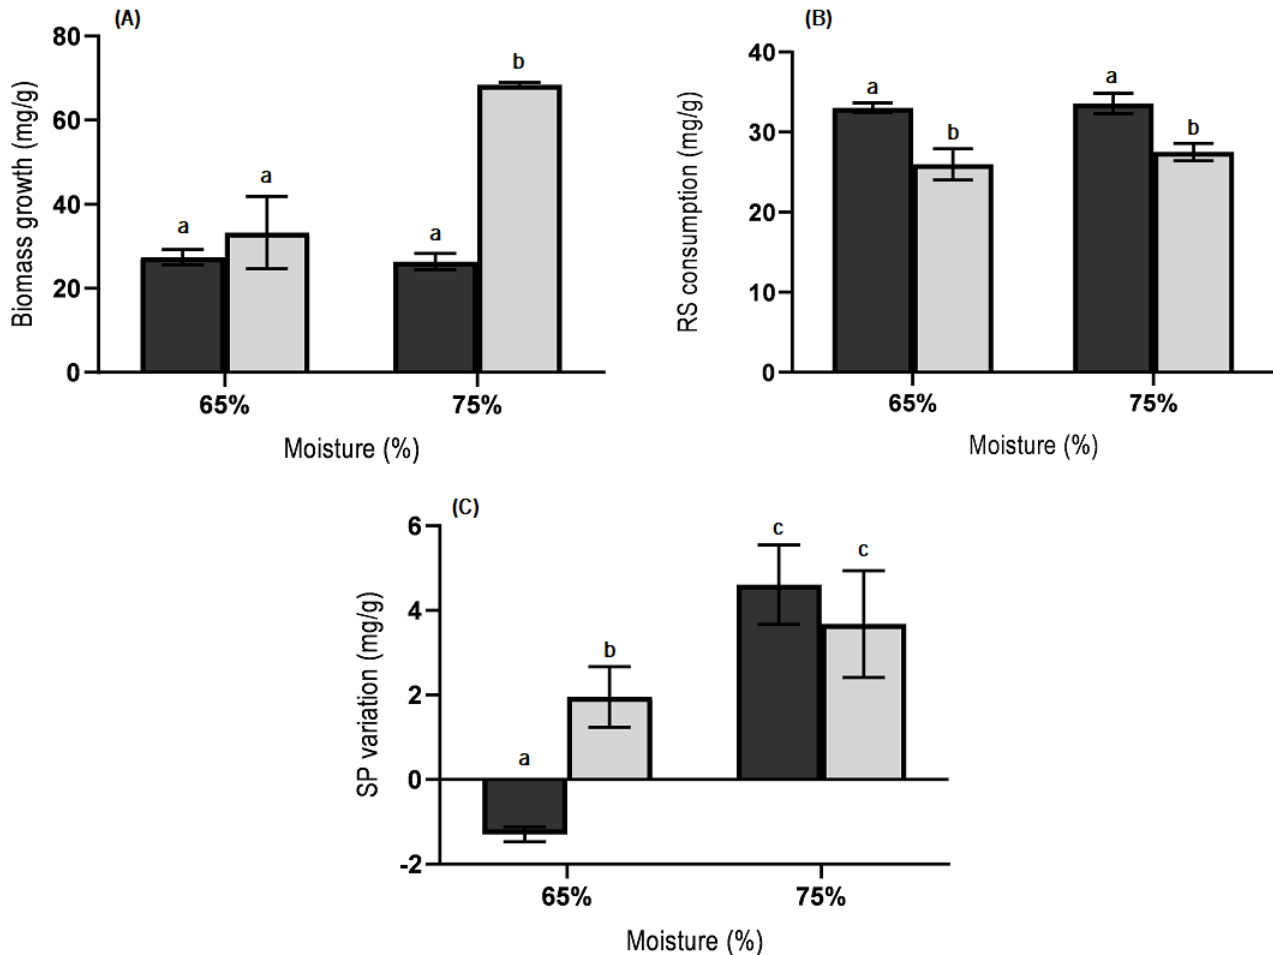 (A)
Biomass growth (mg/g)
80
60
40
20
0
a
a
a
b
65%
75%
Moisture (%)
(B)
RS consumption (mg/g)
40
30
20
10
0
a
b
a
b
65%
75%
Moisture (%)
(C)
SP variation (mg/g)
6
4
2
0
-2
a
b
c
c
65%
75%
Moisture (%)